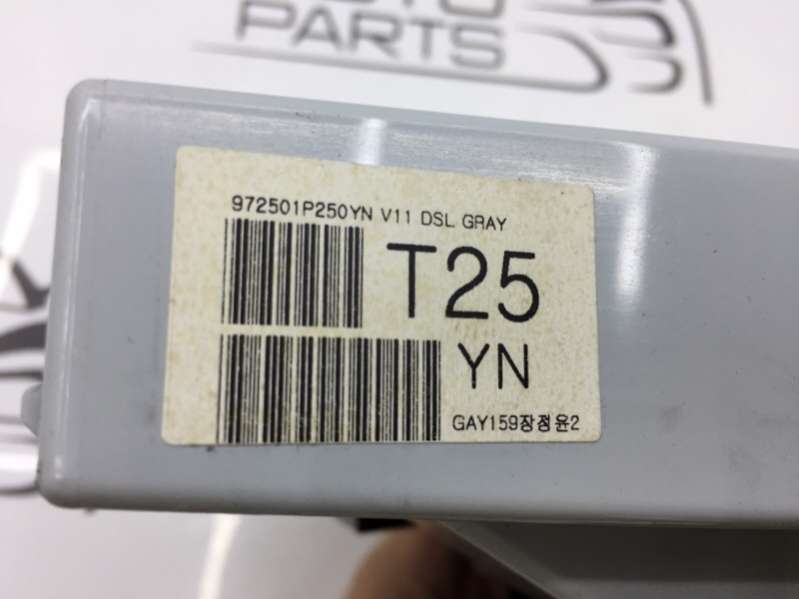 PARTS
972501P250YN V11 DSL GRAY
T25
YN
GAY159장정윤2